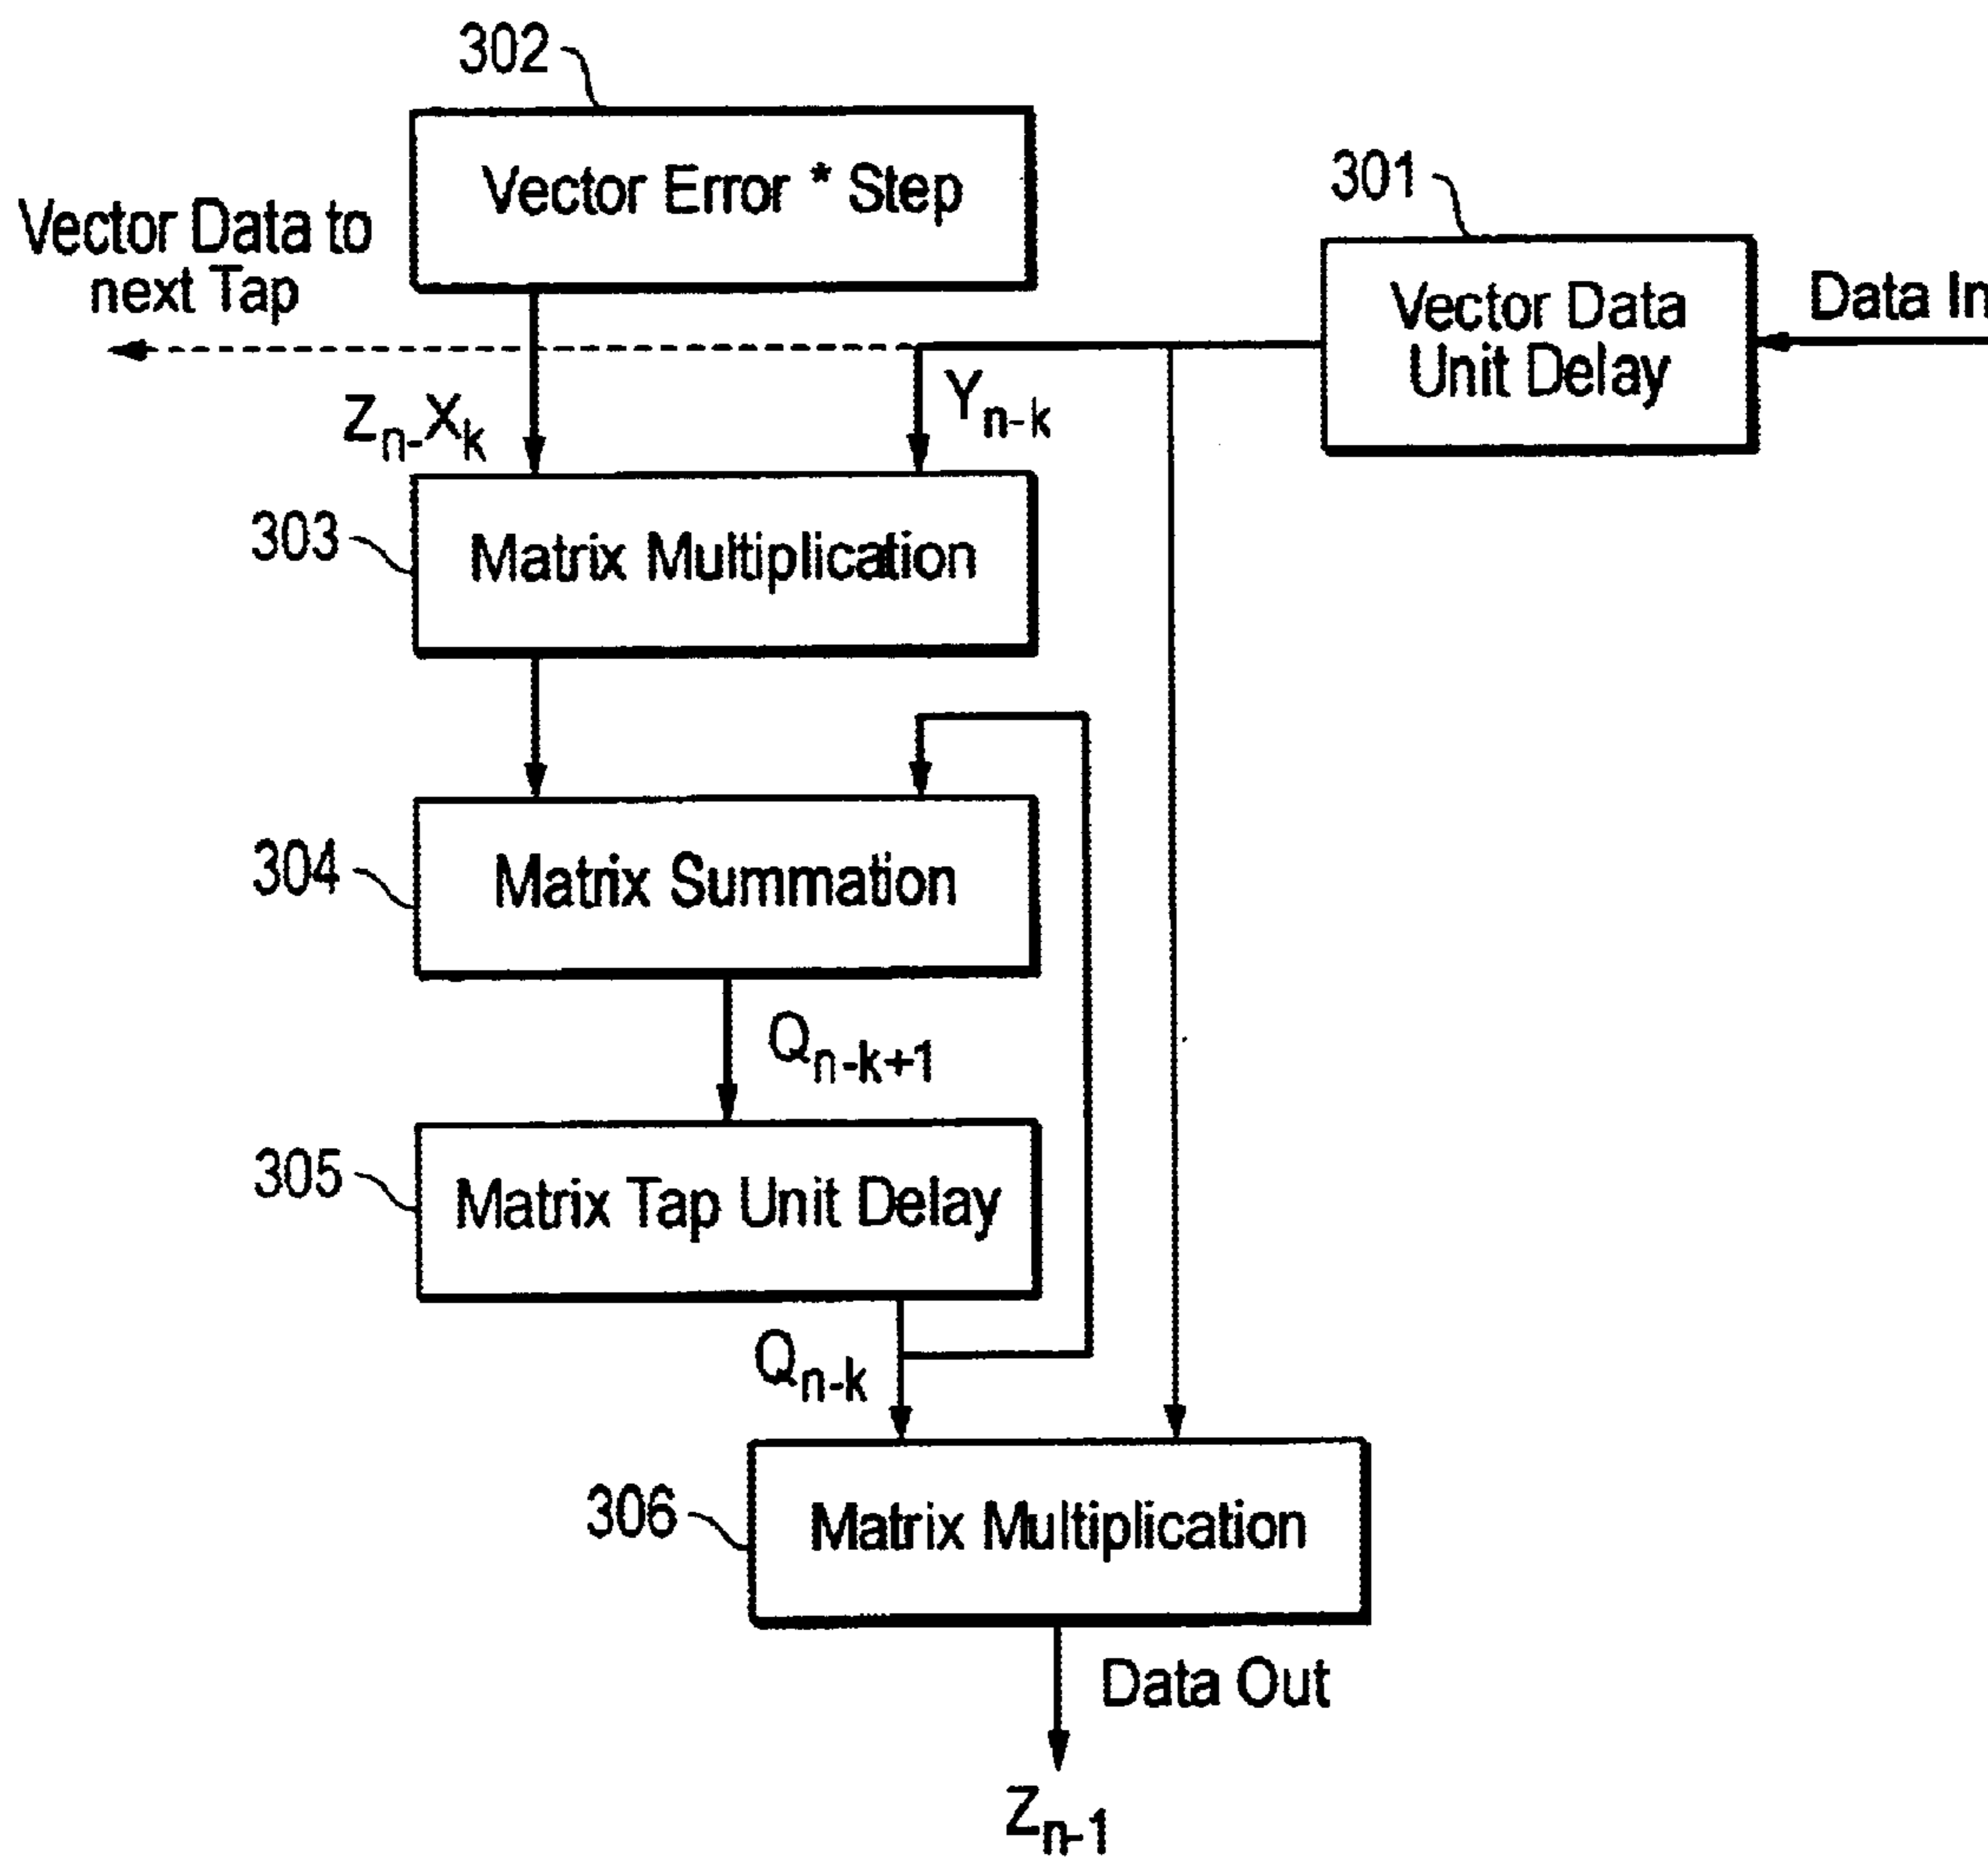 302
Vector Error * Step
301
Vector Data to
next Tap
Vector Data
Unit Delay
Data In
Zn-Xk
Yn-k
303
Matrix Multiplication
304
Matrix Summation
Qn-k+1
305
Matrix Tap Unit Delay
Qn-k
306
Matrix Multiplication
Data Out
Zn-1